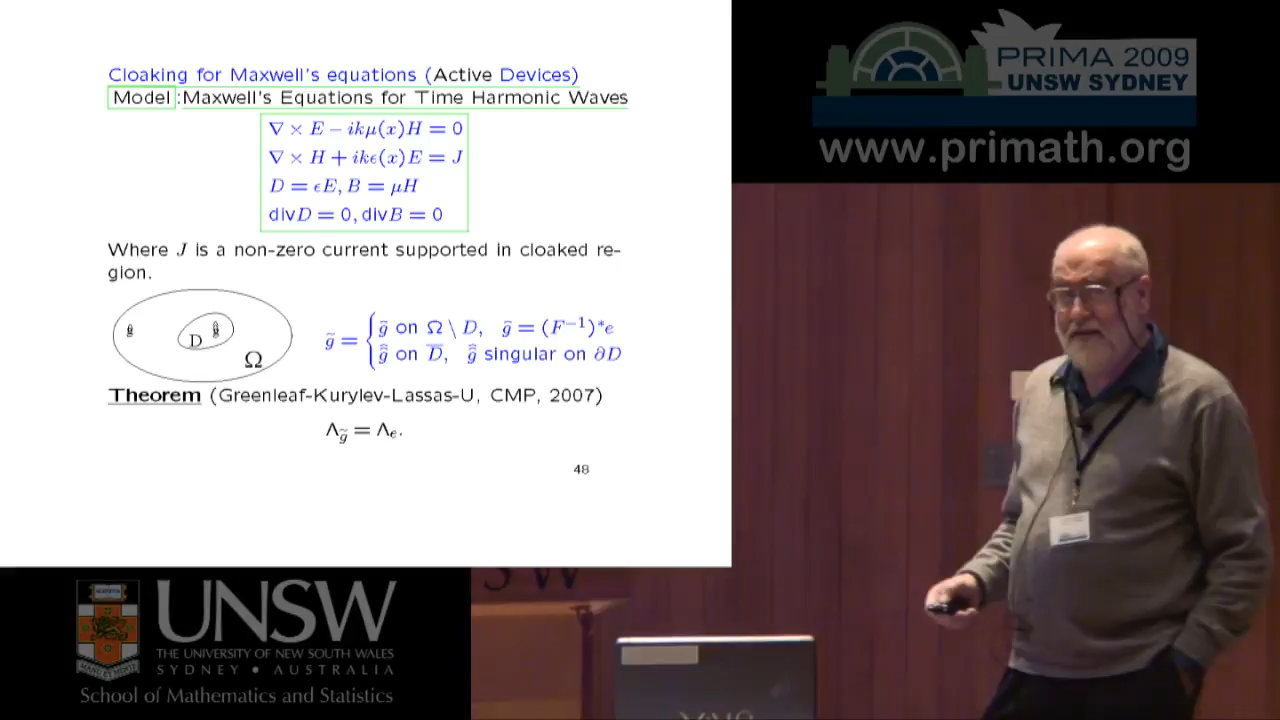 Cloaking for Maxwell's equations (Active Devices)
Model :Maxwell's Equations for Time Harmonic Waves
∇ × E − ikμ(x)H = 0
∇ × H + ikϵ(x)E = J
D = ϵE, B = μH
divD = 0, divB = 0
Where J is a non-zero current supported in cloaked re-
gion.
D
Ω
g̃ = { ĝ on Ω \ D, ĝ = (F⁻¹)*e
ĝ̂ on D̅, ĝ̂ singular on ∂D
Theorem (Greenleaf-Kurylev-Lassas-U, CMP, 2007)
Λg̃ = Λe.
48
PRIMA 2009
UNSW SYDNEY
www.primath.org
UNSW
THE UNIVERSITY OF NEW SOUTH WALES
SYDNEY • AUSTRALIA
School of Mathematics and Statistics